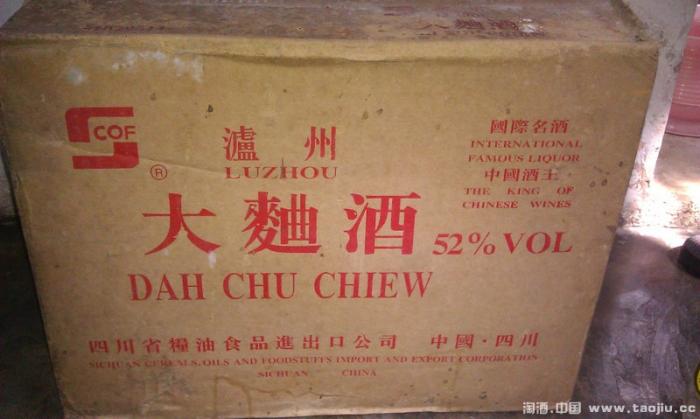 大麯酒
COF
®
瀘州
LUZHOU
國際名酒
INTERNATIONAL
FAMOUS LIQUOR
中國酒王
THE KING OF
CHINESE WINES
大麯酒 52% VOL
DAH CHU CHIEW
四川省糧油食品進出口公司 中國·四川
SICHUAN CEREALS, OILS AND FOODSTUFFS IMPORT AND EXPORT CORPORATION
SICHUAN CHINA
淘酒.中国 www.taojiu.cc